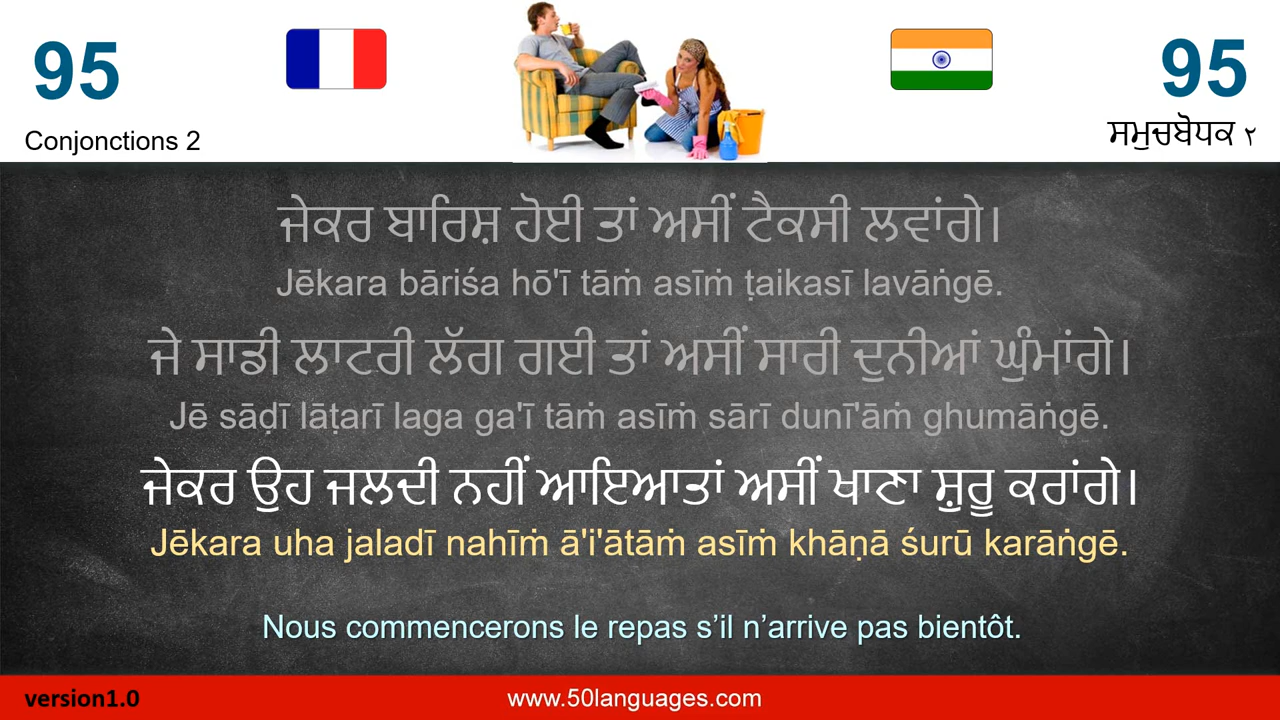 95
95
Conjonctions 2
ਸਮੁਚਬੋਧਕ ੨
ਜੇਕਰ ਬਾਰਿਸ਼ ਹੋਈ ਤਾਂ ਅਸੀਂ ਟੈਕਸੀ ਲਵਾਂਗੇ।
Jēkara bāriśa hō'ī tāṁ asīṁ ṭaikasī lavāṅgē.
ਜੇ ਸਾਡੀ ਲਾਟਰੀ ਲੱਗ ਗਈ ਤਾਂ ਅਸੀਂ ਸਾਰੀ ਦੁਨੀਆਂ ਘੁੰਮਾਂਗੇ।
Jē sāḍī lāṭarī laga ga'ī tāṁ asīṁ sārī dunī'āṁ ghumāṅgē.
ਜੇਕਰ ਉਹ ਜਲਦੀ ਨਹੀਂ ਆਇਆਤਾਂ ਅਸੀਂ ਖਾਣਾ ਸ਼ੁਰੂ ਕਰਾਂਗੇ।
Jēkara uha jaladī nahīṁ ā'i'ātāṁ asīṁ khāṇā śurū karāṅgē.
Nous commencerons le repas s’il n’arrive pas bientôt.
version1.0
www.50languages.com